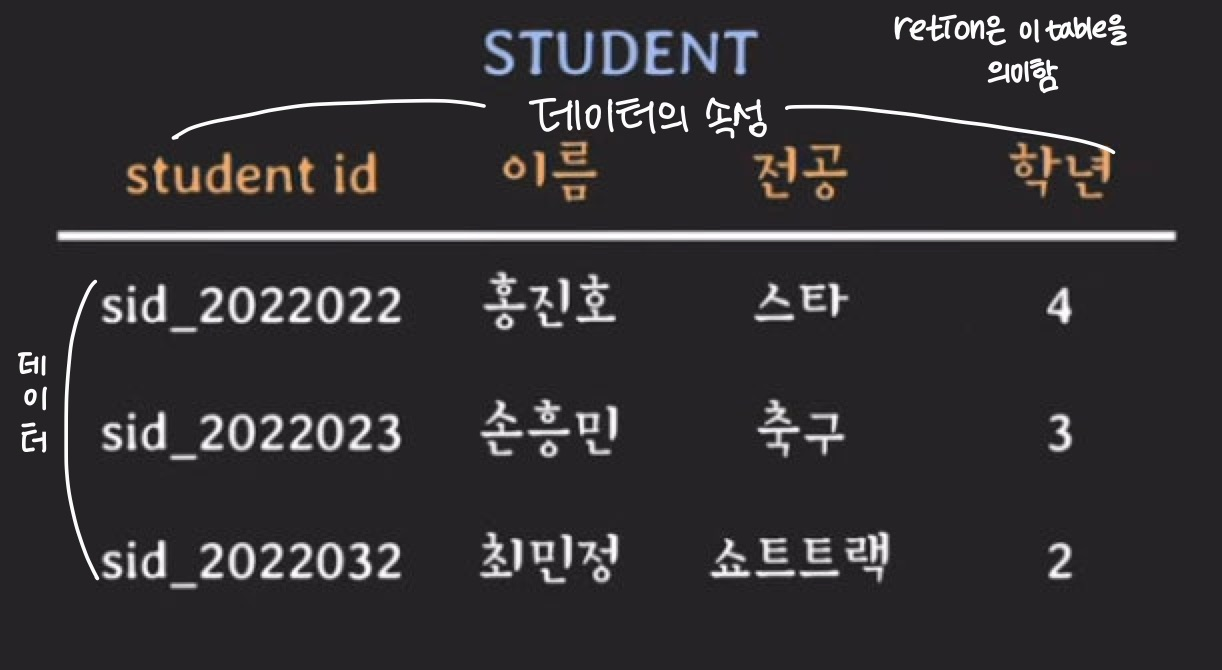 STUDENT
retion은 이 table을
의미함
데이터의 속성
student id 이름 전공 학년
데이터
sid_2022022 홍진호 스타 4
sid_2022023 손흥민 축구 3
sid_2022032 최민정 쇼트트랙 2